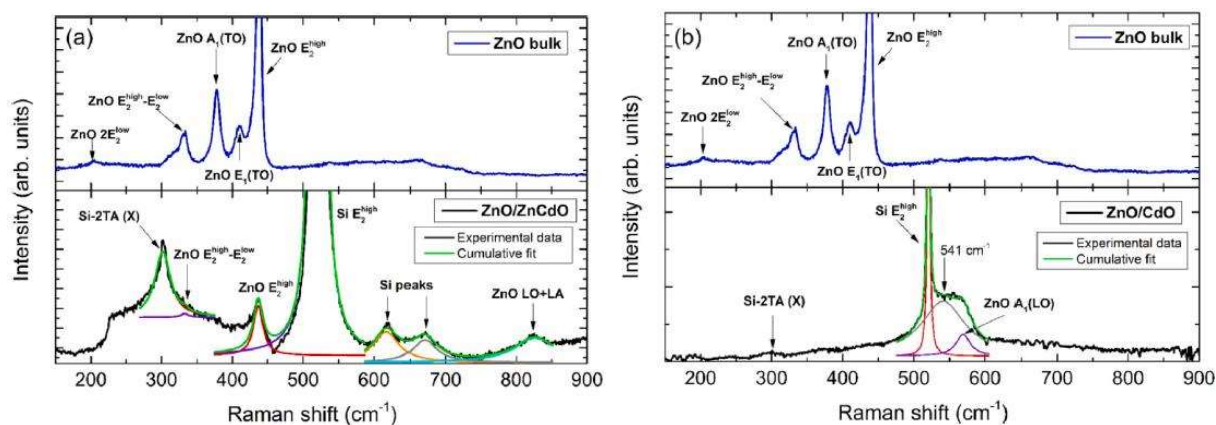 (a)
ZnO bulk
ZnO A₁(TO)
ZnO E₂ʰⁱᵍʰ
ZnO E₂ʰⁱᵍʰ-E₂ˡᵒʷ
ZnO 2E₂ˡᵒʷ
ZnO E₁(TO)
Si-2TA (X)
ZnO E₂ʰⁱᵍʰ-E₂ˡᵒʷ
ZnO E₂ʰⁱᵍʰ
Si E₂ʰⁱᵍʰ
ZnO/ZnCdO
Experimental data
Cumulative fit
Si peaks
ZnO LO+LA
Intensity (arb. units)
200 300 400 500 600 700 800 900
Raman shift (cm⁻¹)
(b)
ZnO bulk
ZnO A₁(TO)
ZnO E₂ʰⁱᵍʰ
ZnO E₂ʰⁱᵍʰ-E₂ˡᵒʷ
ZnO 2E₂ˡᵒʷ
ZnO E₁(TO)
Si E₂ʰⁱᵍʰ
ZnO/CdO
541 cm⁻¹
Experimental data
Cumulative fit
Si-2TA (X)
ZnO A₁(LO)
Intensity (arb. units)
200 300 400 500 600 700 800 900
Raman shift (cm⁻¹)